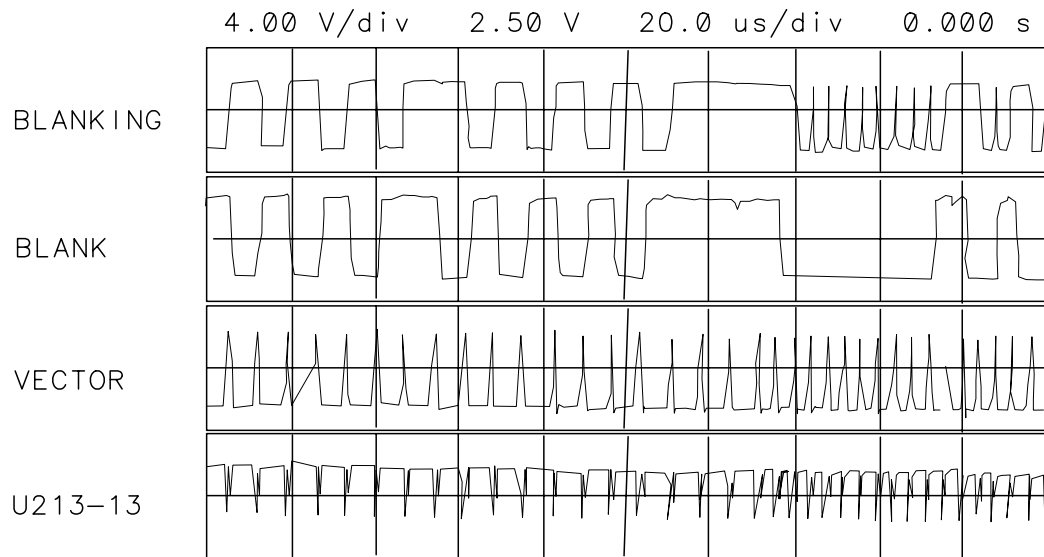 4.00 V/div 2.50 V 20.0 us/div 0.000 s
BLANKING
BLANK
VECTOR
U213-13